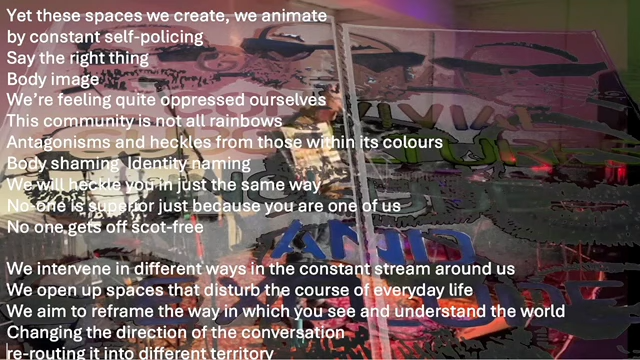 Yet these spaces we create, we animate
by constant self-policing
Say the right thing
Body image
We're feeling quite oppressed ourselves
This community is not all rainbows
Antagonisms and heckles from those within its colours
Body shaming  Identity naming
We will heckle you in just the same way
No-one is superior just because you are one of us
No one gets off scot-free
We intervene in different ways in the constant stream around us
We open up spaces that disturb the course of everyday life
We aim to reframe the way in which you see and understand the world
Changing the direction of the conversation
re-routing it into different territory
AND